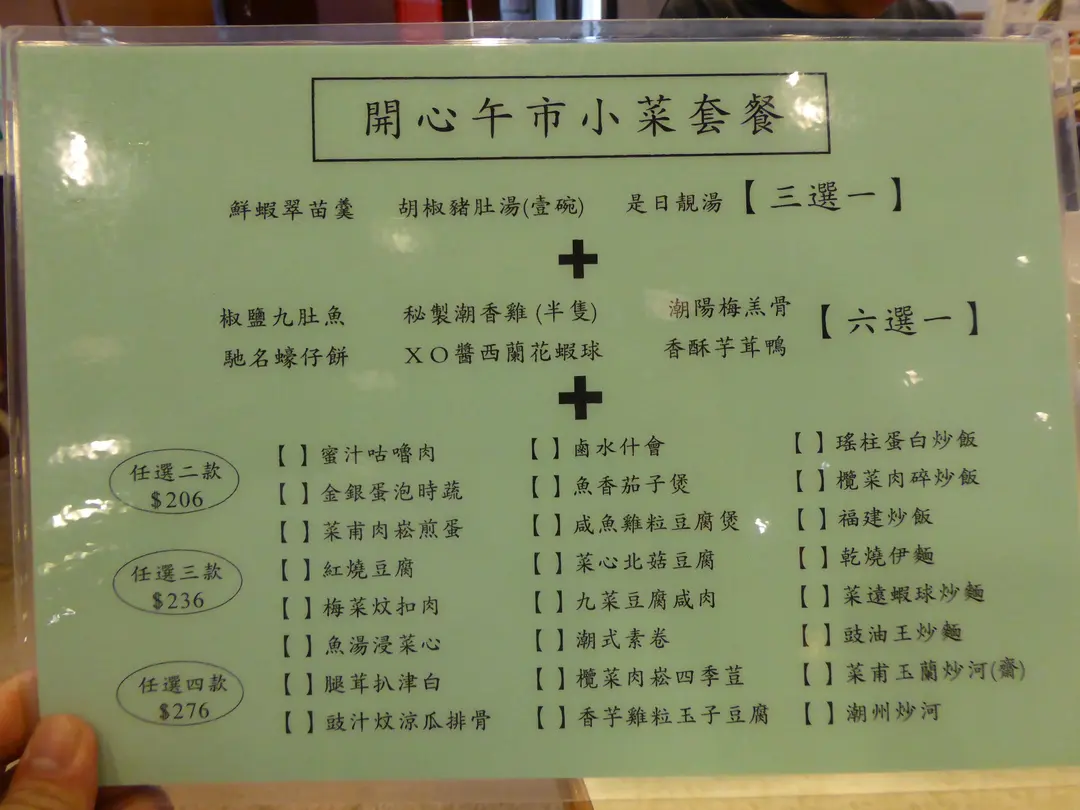 開心午市小菜套餐
鮮蝦翠苗羹 胡椒豬肚湯(壹碗) 是日靚湯【三選一】
+
椒鹽九肚魚 秘製潮香雞(半隻) 潮陽梅羔骨 【六選一】
馳名蠔仔餅 XO醬西蘭花蝦球 香酥芋茸鴨
+
任選二款
$206
任選三款
$236
任選四款
$276
【 】蜜汁咕嚕肉
【 】金銀蛋泡時蔬
【 】菜甫肉崧煎蛋
【 】紅燒豆腐
【 】梅菜炆扣肉
【 】魚湯浸菜心
【 】腿茸扒津白
【 】豉汁炆涼瓜排骨
【 】鹵水什會
【 】魚香茄子煲
【 】咸魚雞粒豆腐煲
【 】菜心北菇豆腐
【 】九菜豆腐咸肉
【 】潮式素卷
【 】欖菜肉崧四季荳
【 】香芋雞粒玉子豆腐
【 】瑤柱蛋白炒飯
【 】欖菜肉碎炒飯
【 】福建炒飯
【 】乾燒伊麵
【 】菜遠蝦球炒麵
【 】豉油王炒麵
【 】菜甫玉蘭炒河(齋)
【 】潮州炒河